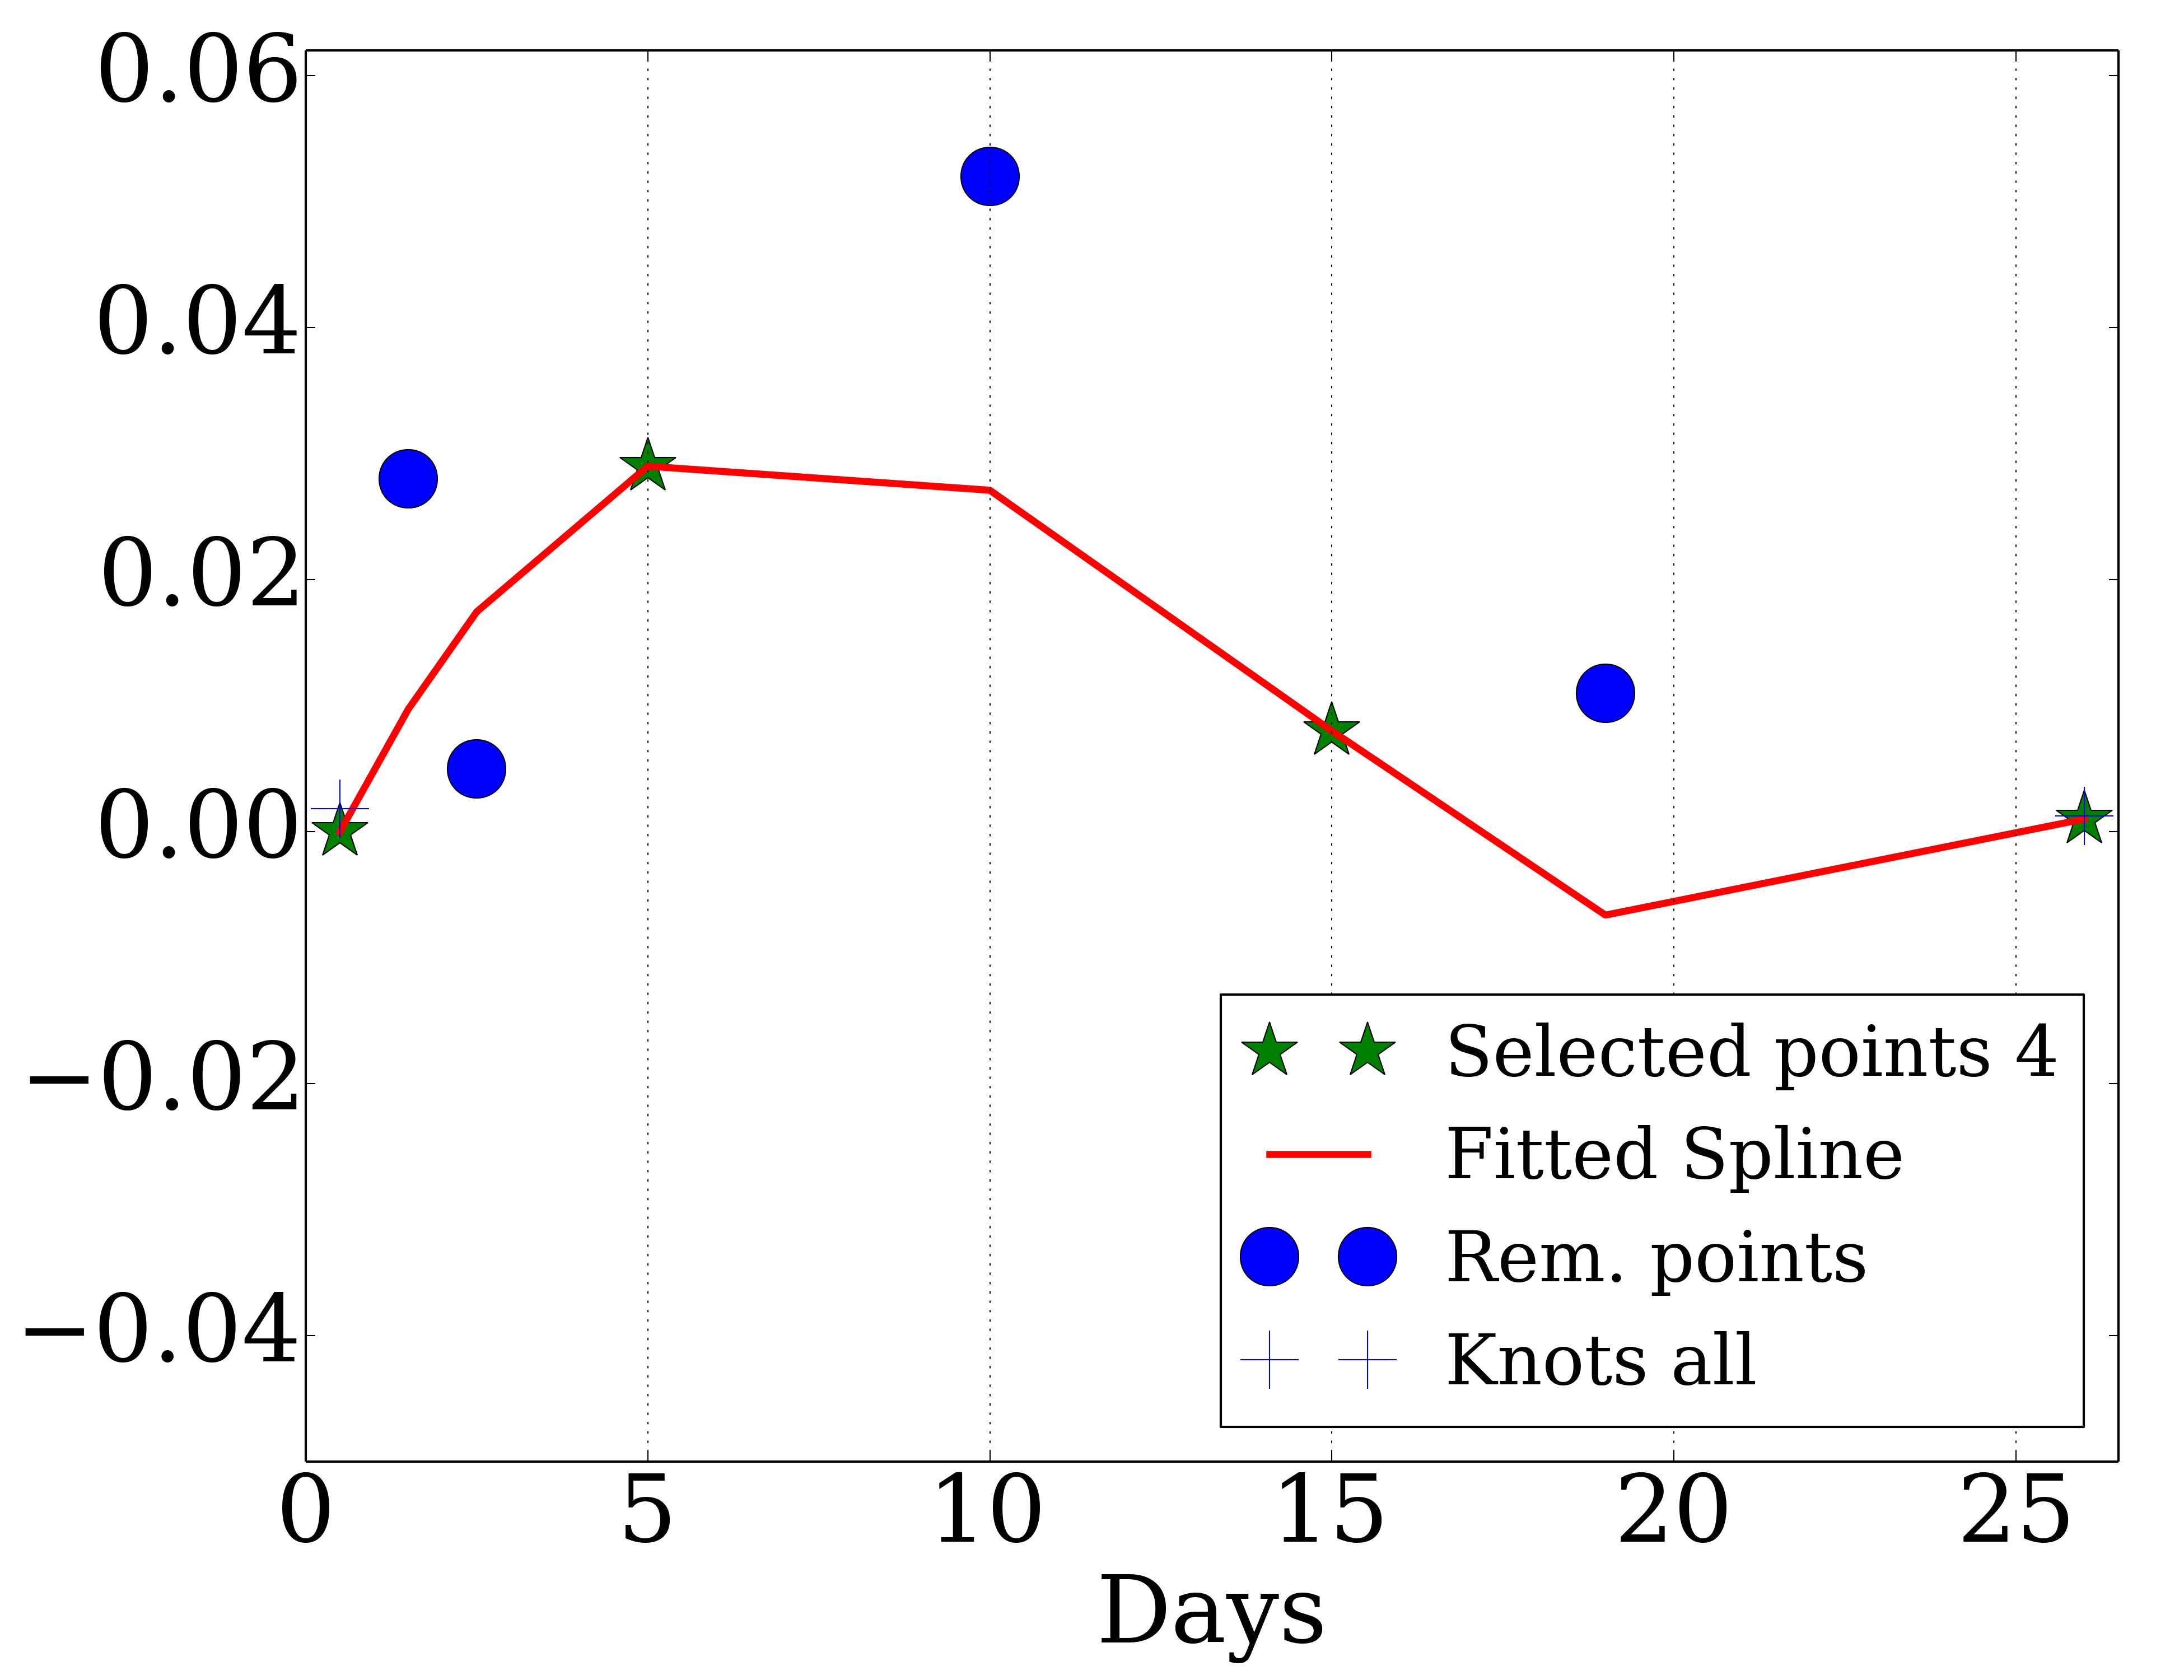 0.06
0.04
0.02
0.00
−0.02
−0.04
Selected points 4
Fitted Spline
Rem. points
Knots all
0 5 10 15 20 25
Days